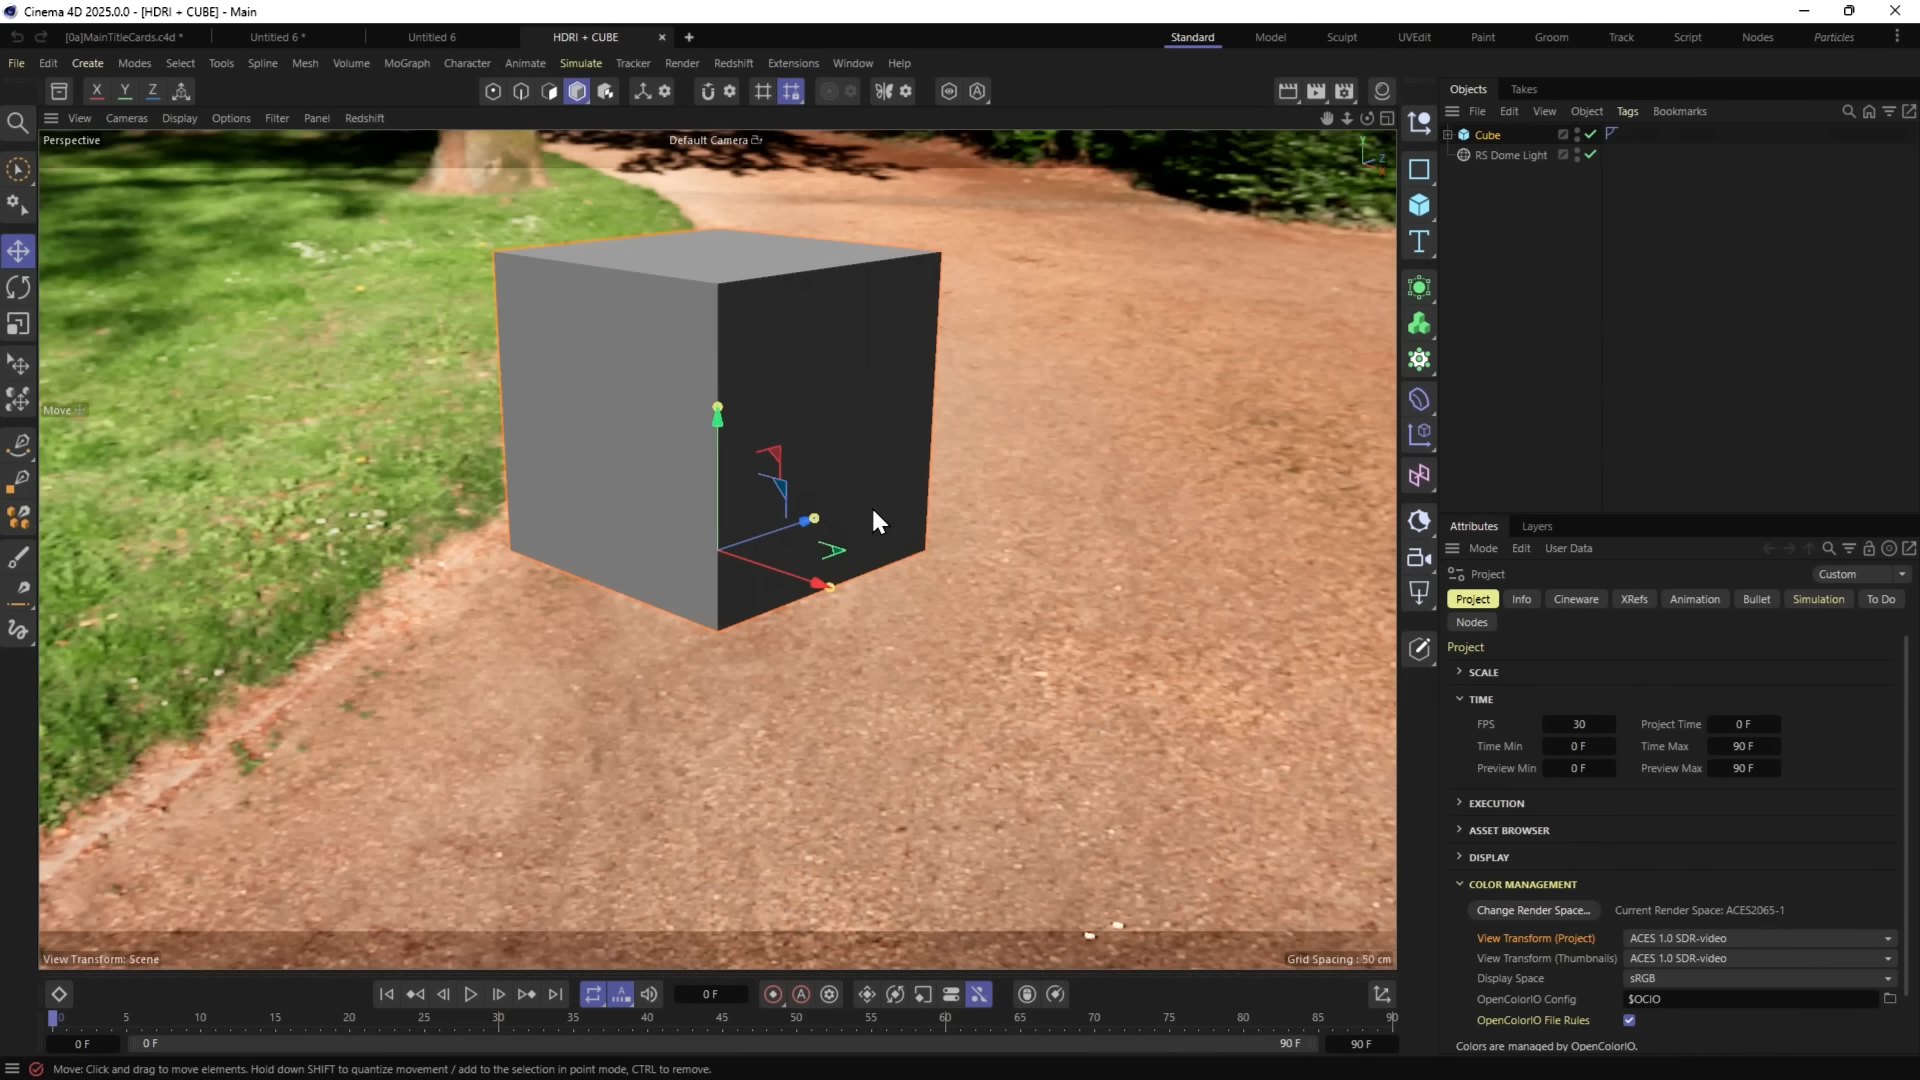 Cinema 4D 2025.0.0 - [HDRI + CUBE] - Main
[0a]MainTitleCards.c4d *
Untitled 6 *
Untitled 6
HDRI + CUBE
Standard
Model
Sculpt
UVEdit
Paint
Groom
Track
Script
Nodes
Particles
File Edit Create Modes Select Tools Spline Mesh Volume MoGraph Character Animate Simulate Tracker Render Redshift Extensions Window Help
X Y Z
Objects Takes
View Cameras Display Options Filter Panel Redshift
File Edit View Object Tags Bookmarks
Perspective
Default Camera
Y
Z
X
Cube
RS Dome Light
Move
Attributes Layers
Mode Edit User Data
Project
Custom
Project Info Cineware XRefs Animation Bullet Simulation To Do
Nodes
Project
SCALE
TIME
FPS 30 Project Time 0 F
Time Min 0 F Time Max 90 F
Preview Min 0 F Preview Max 90 F
EXECUTION
ASSET BROWSER
DISPLAY
COLOR MANAGEMENT
Change Render Space... Current Render Space: ACES2065-1
View Transform (Project) ACES 1.0 SDR-video
View Transform (Thumbnails) ACES 1.0 SDR-video
Display Space sRGB
OpenColorIO Config $OCIO
OpenColorIO File Rules
Colors are managed by OpenColorIO.
View Transform: Scene
Grid Spacing : 50 cm
0 F
0 5 10 15 20 25 30 35 40 45 50 55 60 65 70 75 80 85 90
0 F 0 F 90 F 90 F
Move: Click and drag to move elements. Hold down SHIFT to quantize movement / add to the selection in point mode, CTRL to remove.